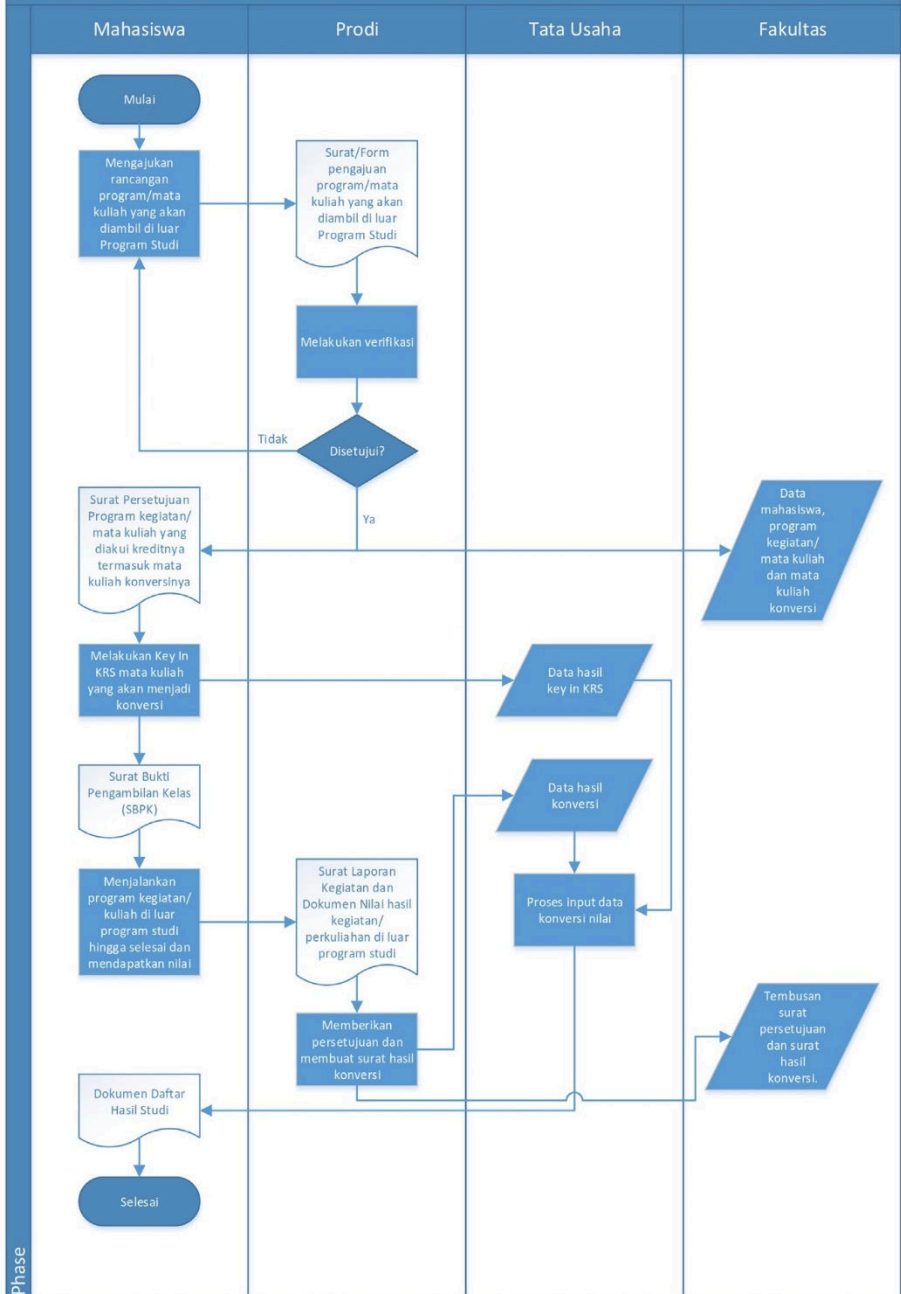 Mahasiswa
Prodi
Tata Usaha
Fakultas
Mulai
Mengajukan
rancangan
program/mata
kuliah yang akan
diambil di luar
Program Studi
Surat/Form
pengajuan
program/mata
kuliah yang akan
diambil di luar
Program Studi
Melakukan verifikasi
Disetujui?
Tidak
Ya
Surat Persetujuan
Program kegiatan/
mata kuliah yang
diakui kreditnya
termasuk mata
kuliah konversinya
Data
mahasiswa,
program
kegiatan/
mata kuliah
dan mata
kuliah
konversi
Melakukan Key In
KRS mata kuliah
yang akan menjadi
konversi
Data hasil
key in KRS
Surat Bukti
Pengambilan Kelas
(SBPK)
Data hasil
konversi
Menjalankan
program kegiatan/
kuliah di luar
program studi
hingga selesai dan
mendapatkan nilai
Surat Laporan
Kegiatan dan
Dokumen Nilai hasil
kegiatan/
perkuliahan di luar
program studi
Proses input data
konversi nilai
Memberikan
persetujuan dan
membuat surat hasil
konversi
Tembusan
surat
persetujuan
dan surat
hasil
konversi.
Dokumen Daftar
Hasil Studi
Selesai
Phase